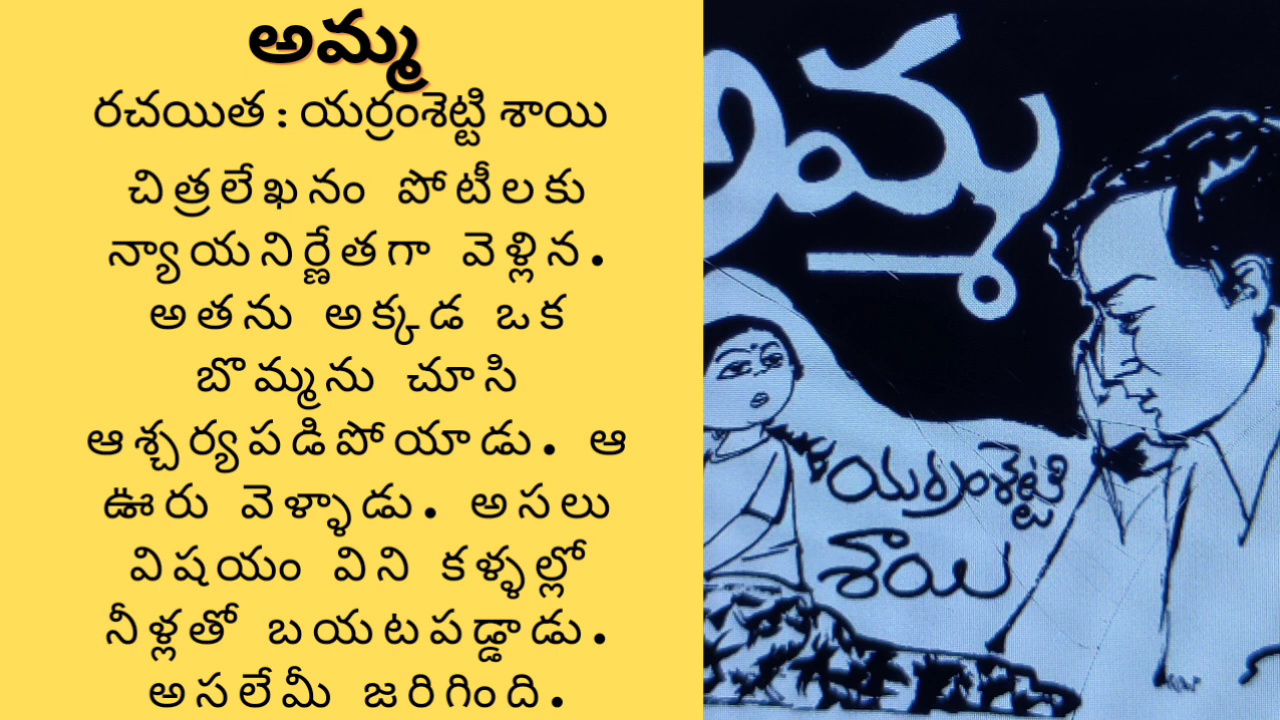 అమ్మ
రచయిత : యర్రంశెట్టి శాయి
చిత్రలేఖనం పోటీలకు
న్యాయనిర్ణేతగా వెళ్లిన.
అతను అక్కడ ఒక
బొమ్మను చూసి
ఆశ్చర్యపడిపోయాడు. ఆ
ఊరు వెళ్ళాడు. అసలు
విషయం విని కళ్ళల్లో
నీళ్లతో బయటపడ్డాడు.
అసలేమీ జరిగింది.
అమ్మ
యర్రంశెట్టి
శాయి